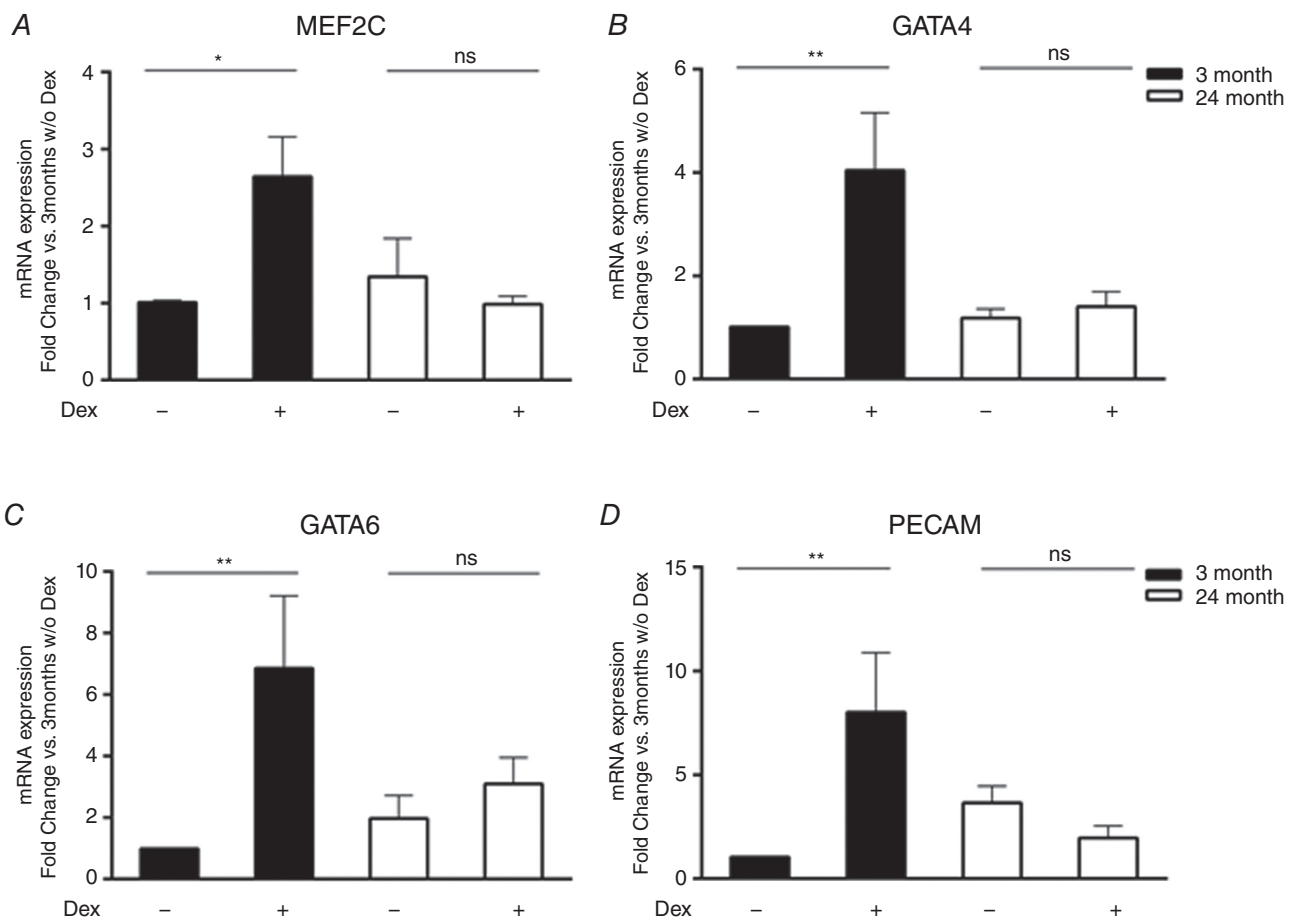 A
MEF2C
*
ns
4
3
2
1
0
mRNA expression
Fold Change vs. 3months w/o Dex
Dex – + – +
B
GATA4
**
ns
6
4
2
0
mRNA expression
Fold Change vs. 3months w/o Dex
Dex – + – +
3 month
24 month
C
GATA6
**
ns
10
8
6
4
2
0
mRNA expression
Fold Change vs. 3months w/o Dex
Dex – + – +
D
PECAM
**
ns
15
10
5
0
mRNA expression
Fold Change vs. 3months w/o Dex
Dex – + – +
3 month
24 month